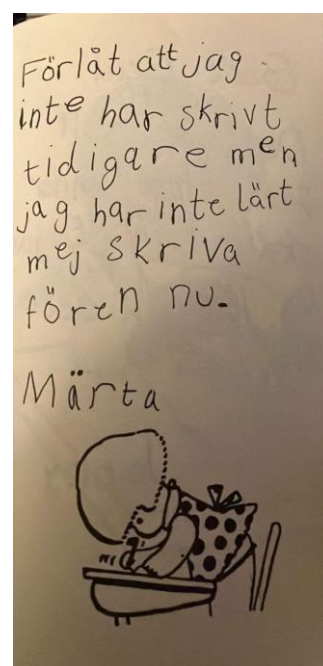 Förlåt att jag
inte har skrivt
tidigare men
jag har inte lärt
mej skriva
fören nu.
Märta